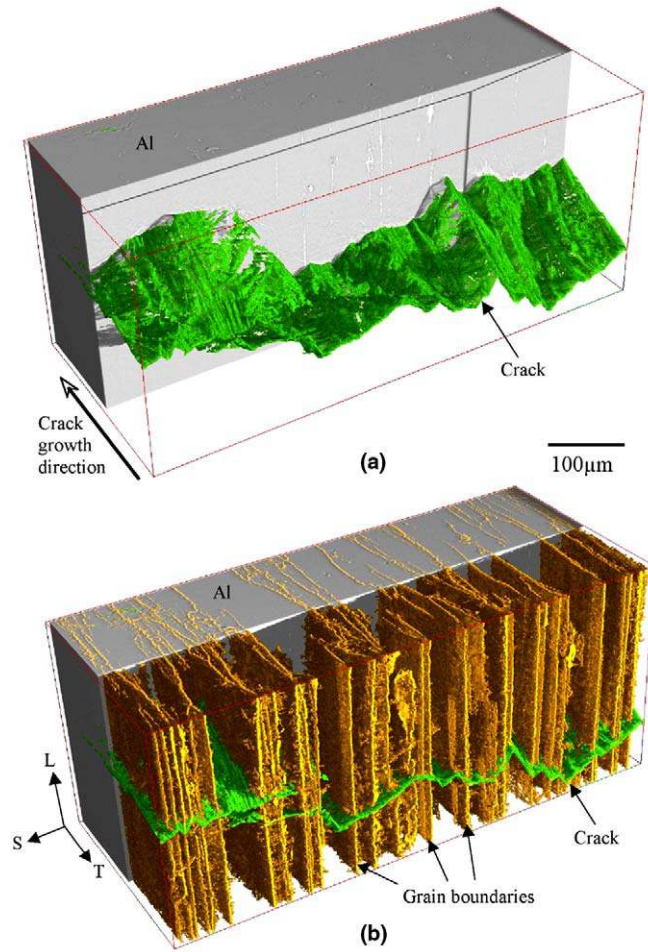 Al
Crack
Crack
growth
direction
(a)
100µm
Al
L
S
T
Crack
Grain boundaries
(b)